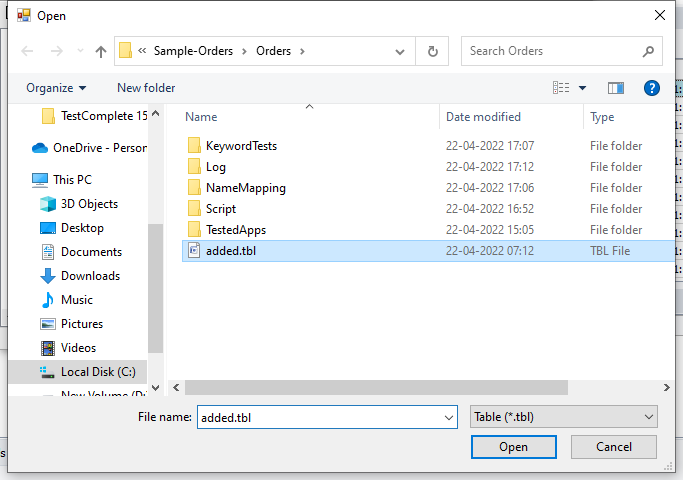 Open
« Sample-Orders > Orders >
Search Orders
Organize
New folder
Name Date modified Type
TestComplete 15
OneDrive - Person
This PC
3D Objects
Desktop
Documents
Downloads
Music
Pictures
Videos
Local Disk (C:)
KeywordTests 22-04-2022 17:07 File folder
Log 22-04-2022 17:12 File folder
NameMapping 22-04-2022 17:06 File folder
Script 22-04-2022 16:52 File folder
TestedApps 22-04-2022 15:05 File folder
added.tbl 22-04-2022 07:12 TBL File
File name: added.tbl
Table (*.tbl)
Open
Cancel